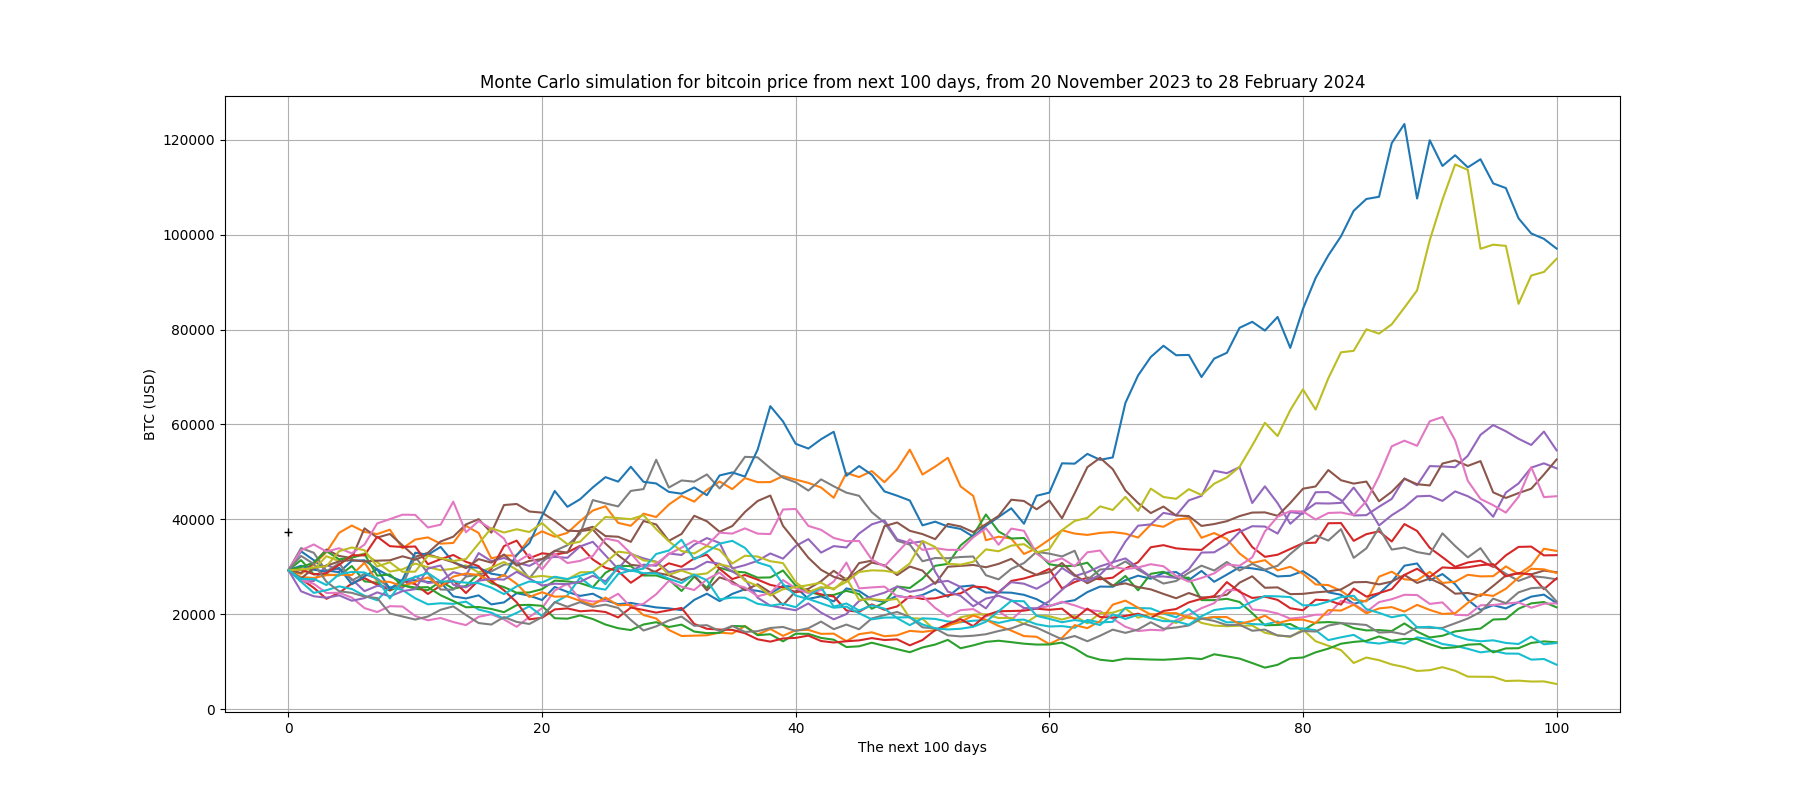 Monte Carlo simulation for bitcoin price from next 100 days, from 20 November 2023 to 28 February 2024
120000
100000
80000
60000
40000
20000
0
BTC (USD)
0 20 40 60 80 100
The next 100 days